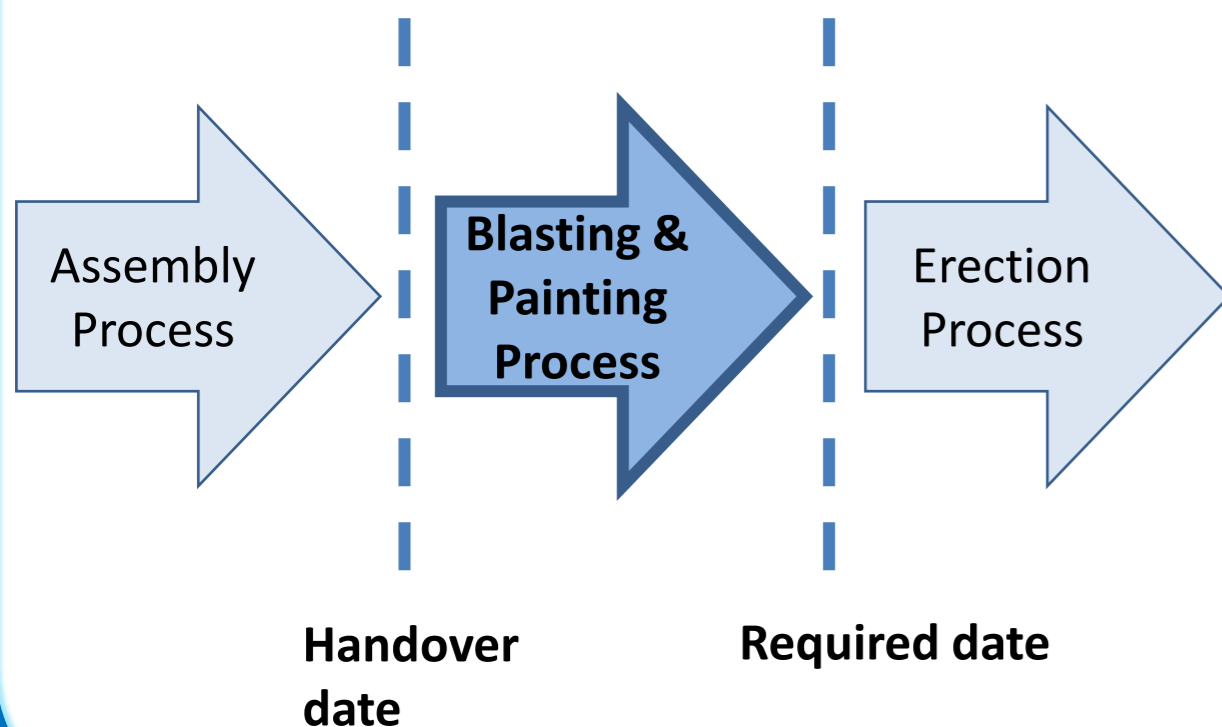 Assembly
Process
Blasting &
Painting
Process
Erection
Process
Handover
date
Required date